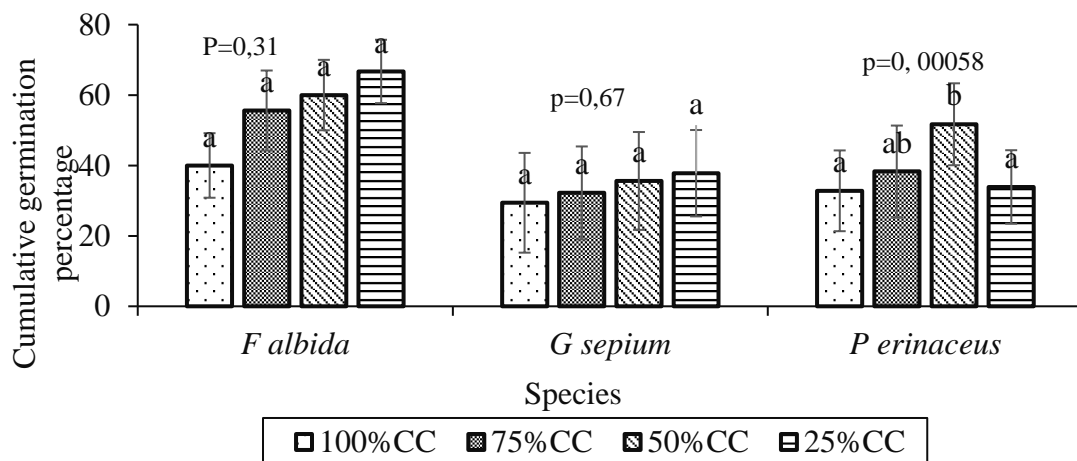 Cumulative germination
percentage
80
60
40
20
0
P=0,31
a
a
a
a
p=0,67
a
a
a
a
p=0, 00058
a
ab
b
a
F albida
G sepium
P erinaceus
Species
100%CC 75%CC 50%CC 25%CC